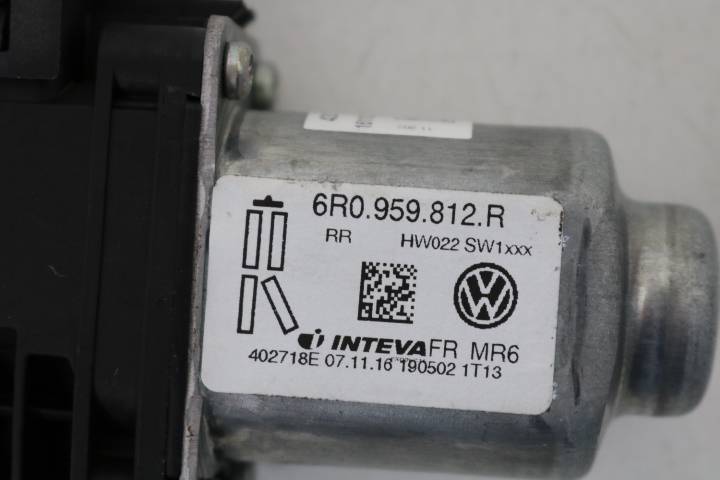 6R0.959.812.R
RR HW022 SW1xxx
INTEVA FR MR6
402718E 07.11.16 190502 1T13